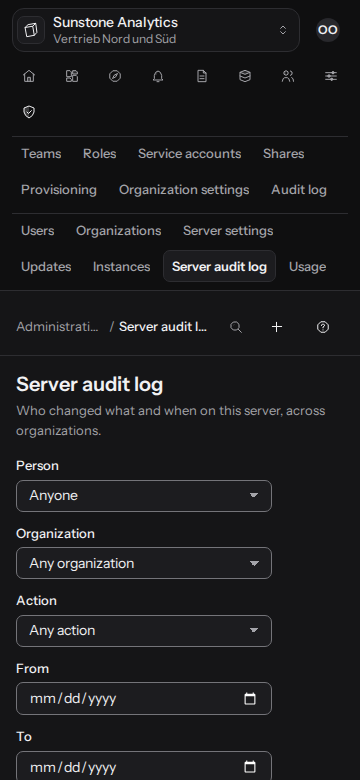 Sunstone Analytics
Vertrieb Nord und Süd
OO
Teams Roles Service accounts Shares
Provisioning Organization settings Audit log
Users Organizations Server settings
Updates Instances Server audit log Usage
Administrati... / Server audit l...
Server audit log
Who changed what and when on this server, across
organizations.
Person
Anyone
Organization
Any organization
Action
Any action
From
mm/dd/yyyy
To
mm/dd/yyyy